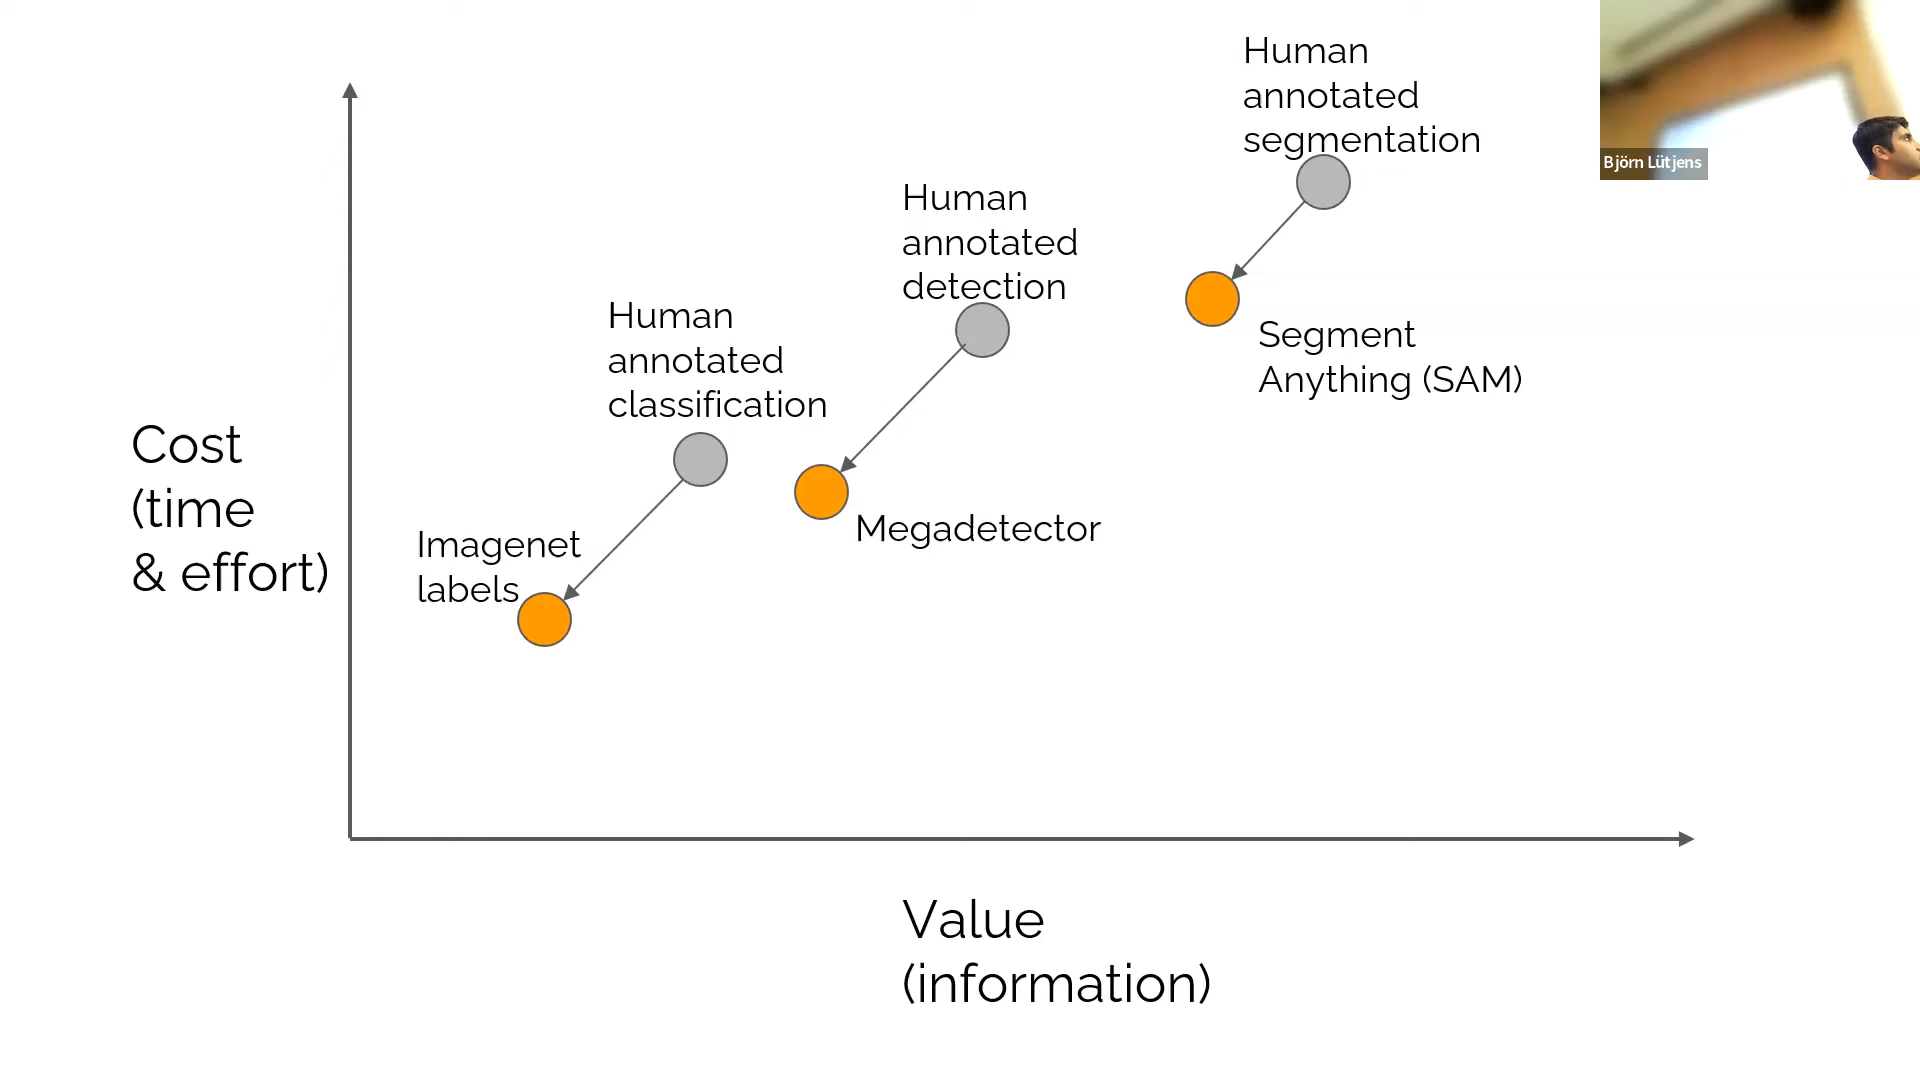 Human
annotated
segmentation
Björn Lütjens
Human
annotated
detection
Human
annotated
classification
Segment
Anything (SAM)
Cost
(time
& effort)
Imagenet
labels
Megadetector
Value
(information)